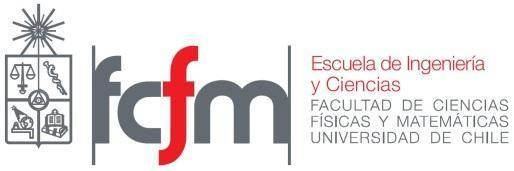 fcfm
Escuela de Ingeniería
y Ciencias
FACULTAD DE CIENCIAS
FÍSICAS Y MATEMÁTICAS
UNIVERSIDAD DE CHILE